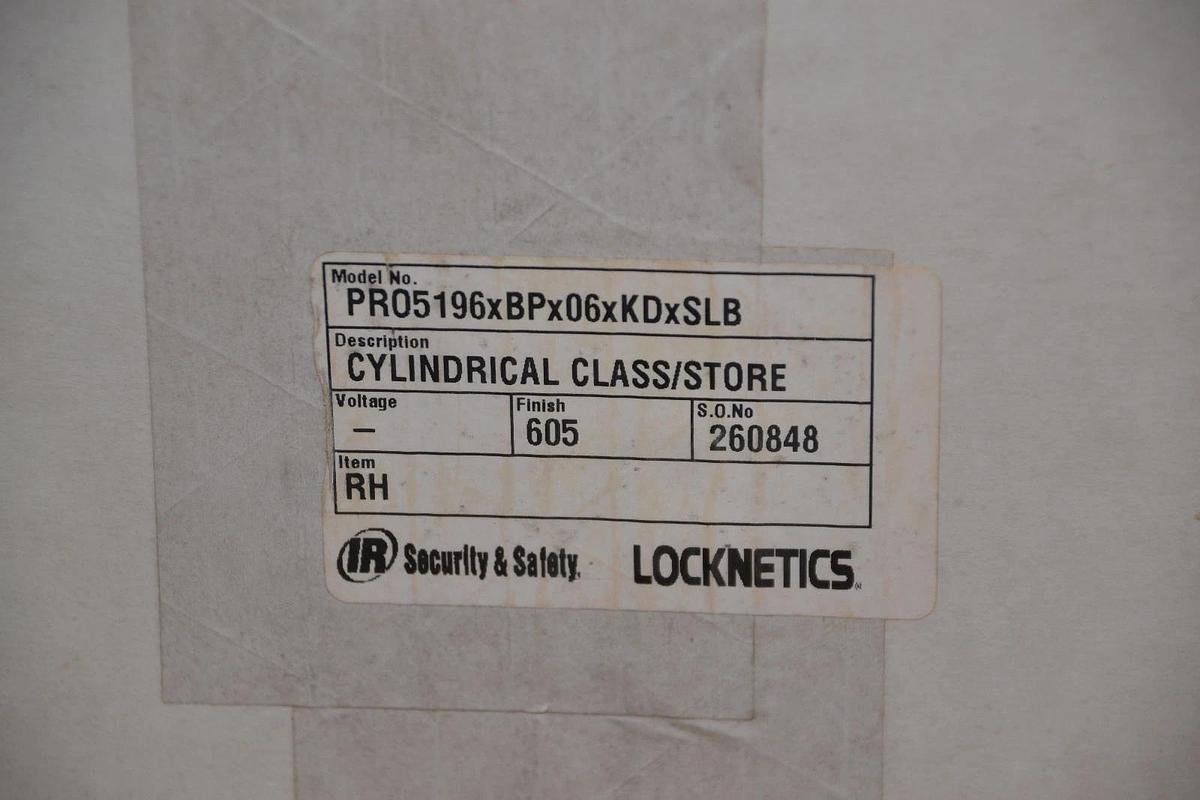 Model No.
PRO5196xBPx06xKDxSLB
Description
CYLINDRICAL CLASS/STORE
Voltage Finish S.O.No
– 605 260848
Item
RH
IR Security & Safety. LOCKNETICS